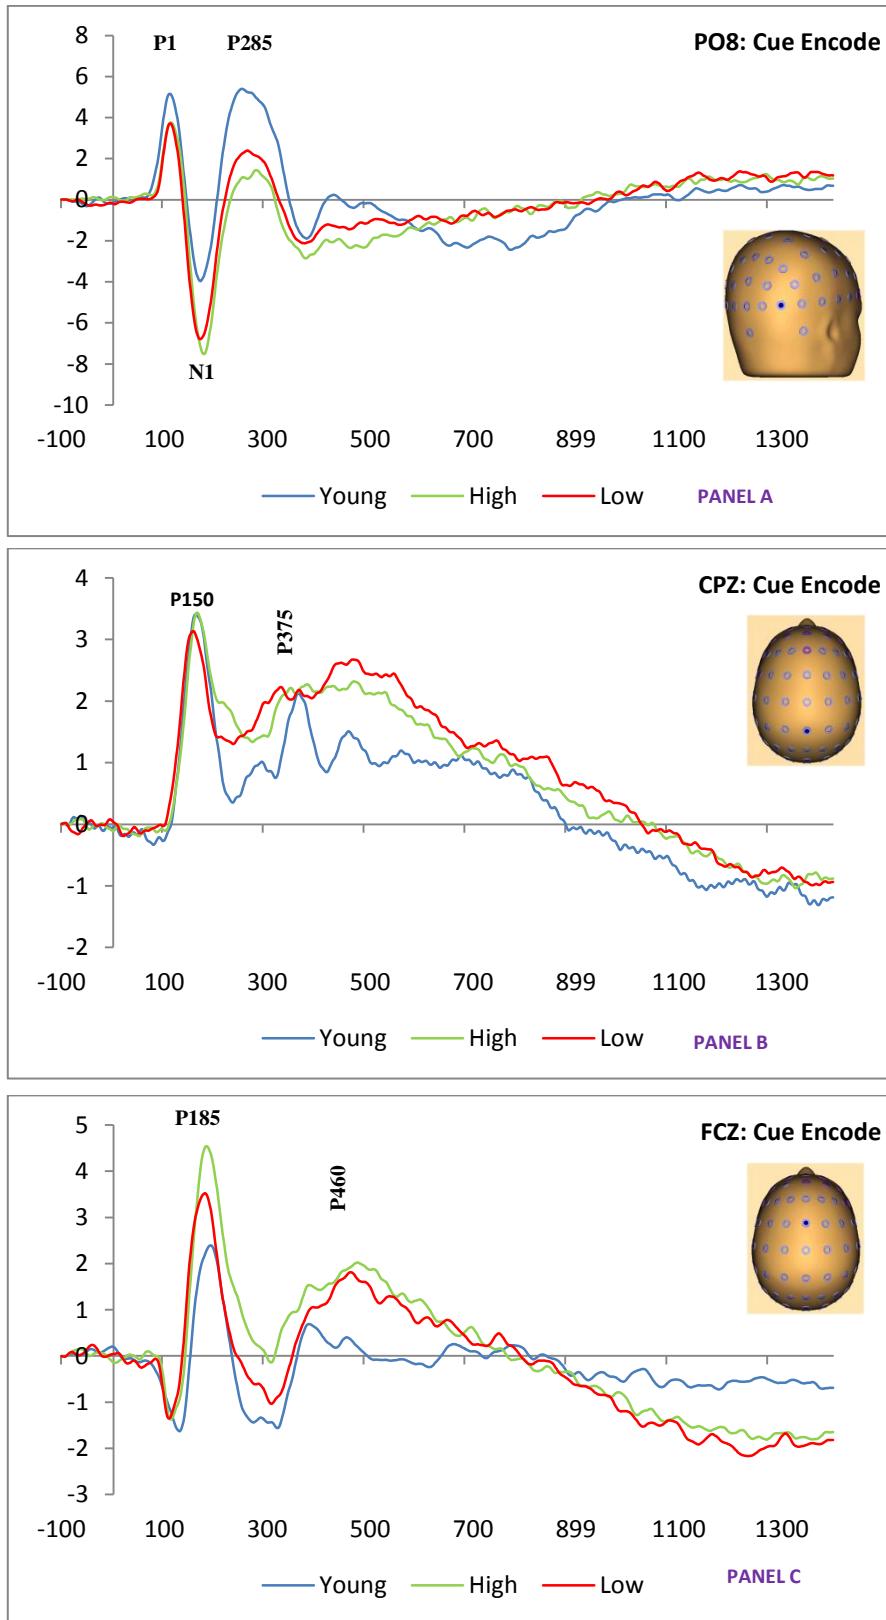 8
P1 P285 PO8: Cue Encode
6
4
2
0
-2
-4
-6
-8 N1
-10
-100 100 300 500 700 899 1100 1300
Young High Low PANEL A
4 CPZ: Cue Encode
P150
3 P375
2
1
0
-1
-2
-100 100 300 500 700 899 1100 1300
Young High Low PANEL B
P185
5 FCZ: Cue Encode
4 P460
3
2
1
0
-1
-2
-3
-100 100 300 500 700 899 1100 1300
Young High Low PANEL C